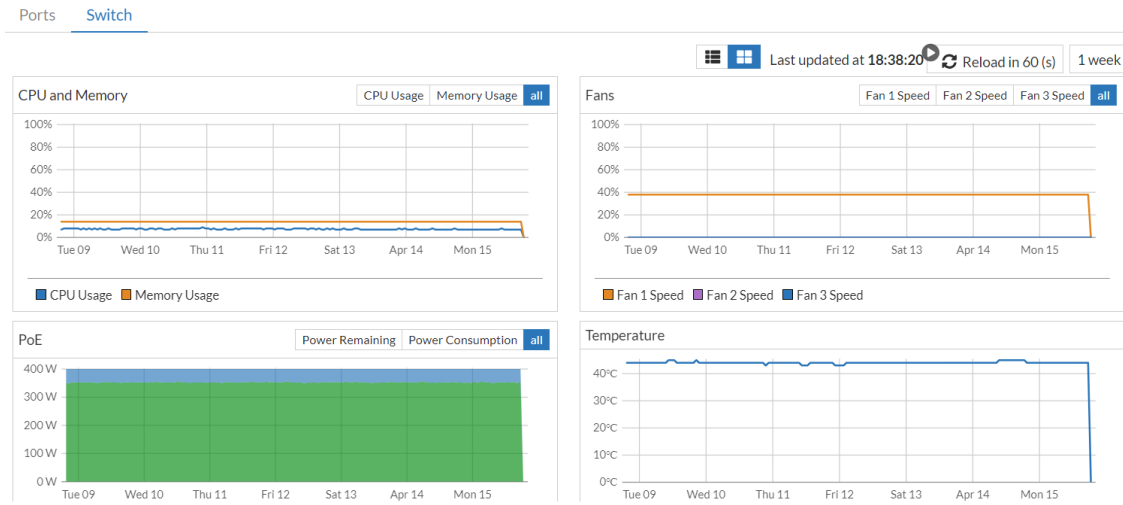 Ports Switch
Last updated at 18:38:20 Reload in 60 (s) 1 week
CPU and Memory CPU Usage Memory Usage all
100%
80%
60%
40%
20%
0%
Tue 09 Wed 10 Thu 11 Fri 12 Sat 13 Apr 14 Mon 15
CPU Usage Memory Usage
Fans Fan 1 Speed Fan 2 Speed Fan 3 Speed all
100%
80%
60%
40%
20%
0%
Tue 09 Wed 10 Thu 11 Fri 12 Sat 13 Apr 14 Mon 15
Fan 1 Speed Fan 2 Speed Fan 3 Speed
PoE Power Remaining Power Consumption all
400 W
300 W
200 W
100 W
0 W
Tue 09 Wed 10 Thu 11 Fri 12 Sat 13 Apr 14 Mon 15
Temperature
40°C
30°C
20°C
10°C
0°C
Tue 09 Wed 10 Thu 11 Fri 12 Sat 13 Apr 14 Mon 15